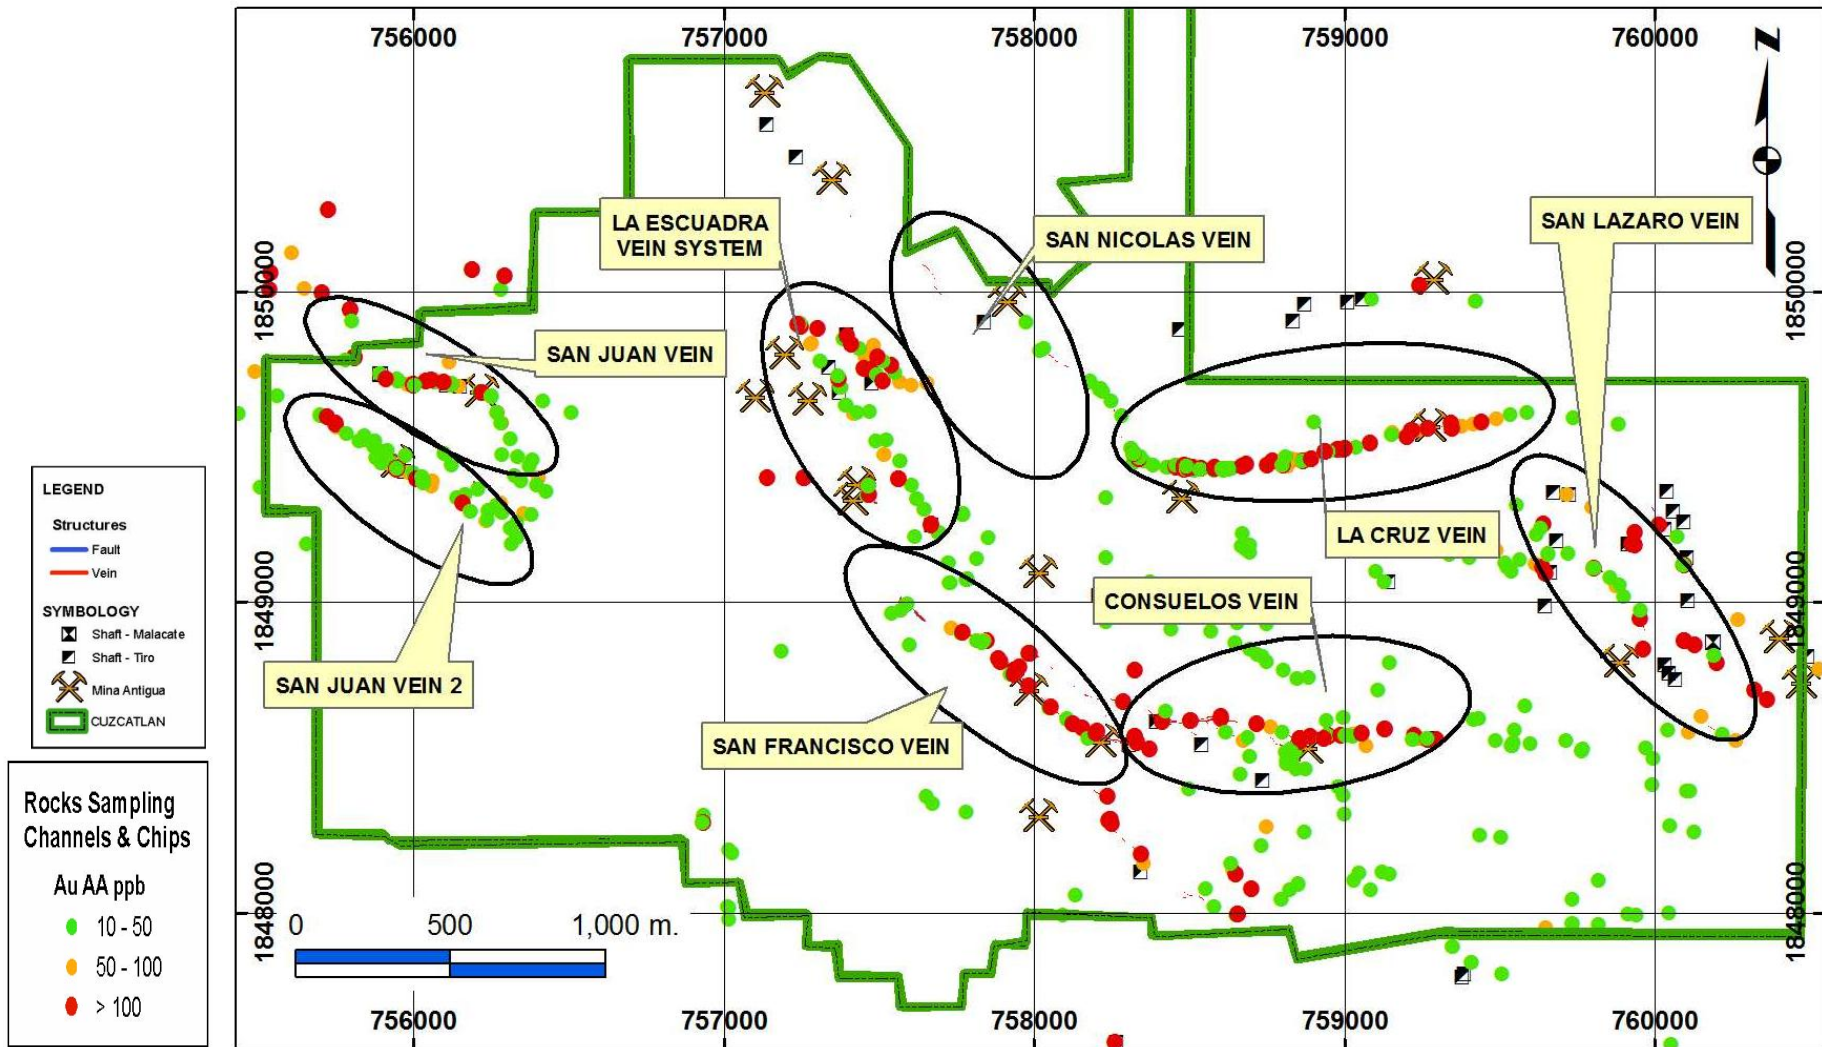 756000
757000
758000
759000
760000
LA ESCUADRA
VEIN SYSTEM
SAN NICOLAS VEIN
SAN LAZARO VEIN
N
1850000
1850000
SAN JUAN VEIN
LA CRUZ VEIN
CONSUELOS VEIN
1849000
1849000
SAN JUAN VEIN 2
SAN FRANCISCO VEIN
LEGEND
Structures
Fault
Vein
SYMBOLOGY
Shaft - Malacate
Shaft - Tiro
Mina Antigua
CUZCATLAN
Rocks Sampling
Channels & Chips
Au AA ppb
10 - 50
50 - 100
> 100
1848000
1848000
0 500 1,000 m.
756000
757000
758000
759000
760000